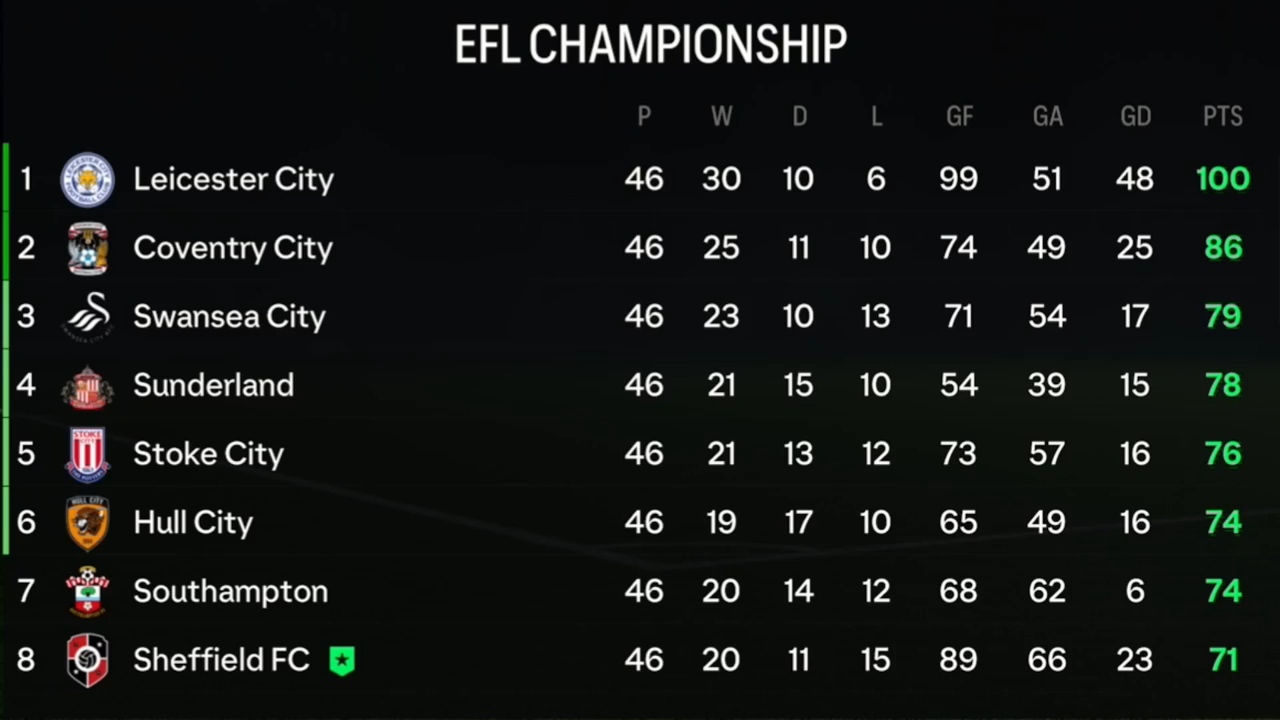 EFL CHAMPIONSHIP
P W D L GF GA GD PTS
1 Leicester City 46 30 10 6 99 51 48 100
2 Coventry City 46 25 11 10 74 49 25 86
3 Swansea City 46 23 10 13 71 54 17 79
4 Sunderland 46 21 15 10 54 39 15 78
5 Stoke City 46 21 13 12 73 57 16 76
6 Hull City 46 19 17 10 65 49 16 74
7 Southampton 46 20 14 12 68 62 6 74
8 Sheffield FC 46 20 11 15 89 66 23 71